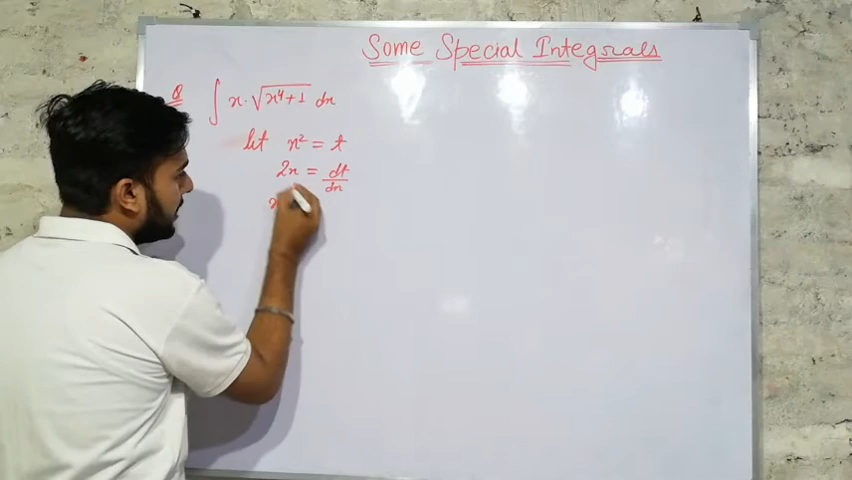 Some Special Integrals
Q ∫ x · √x⁴+1 dx
let x² = t
2x = dt/dx
x